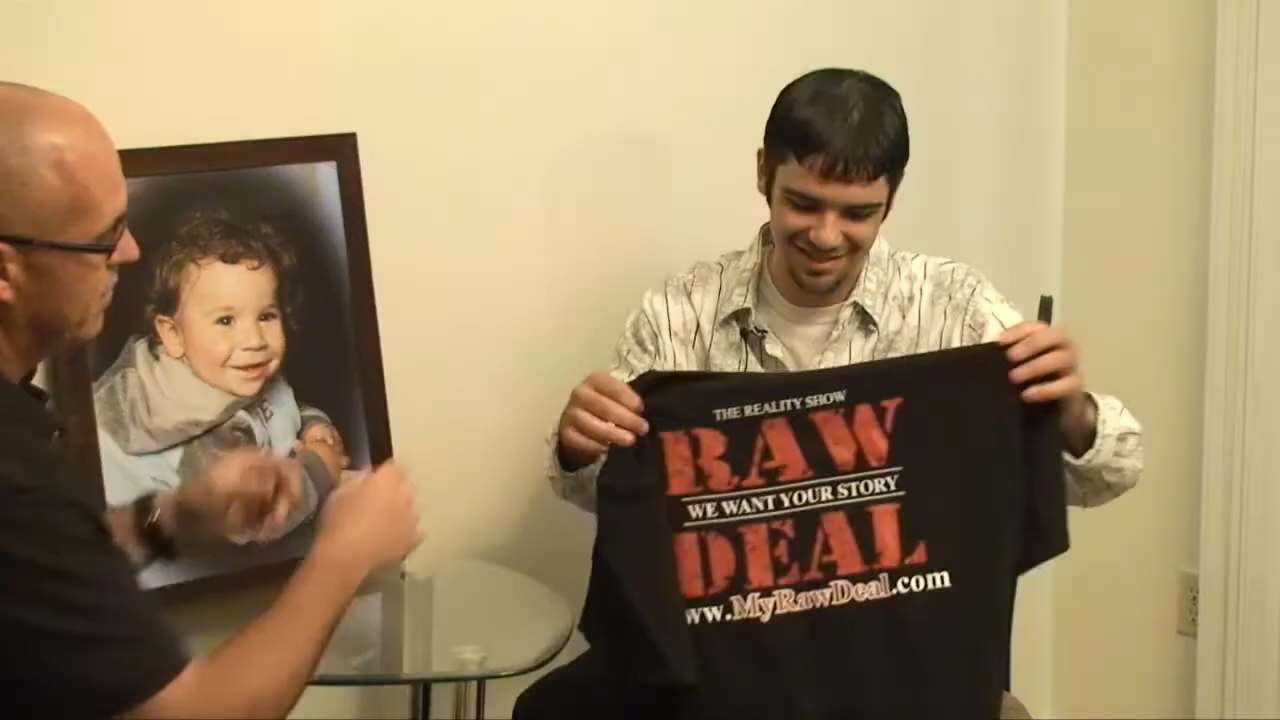 THE REALITY SHOW
RAW
WE WANT YOUR STORY
DEAL
www.MyRawDeal.com